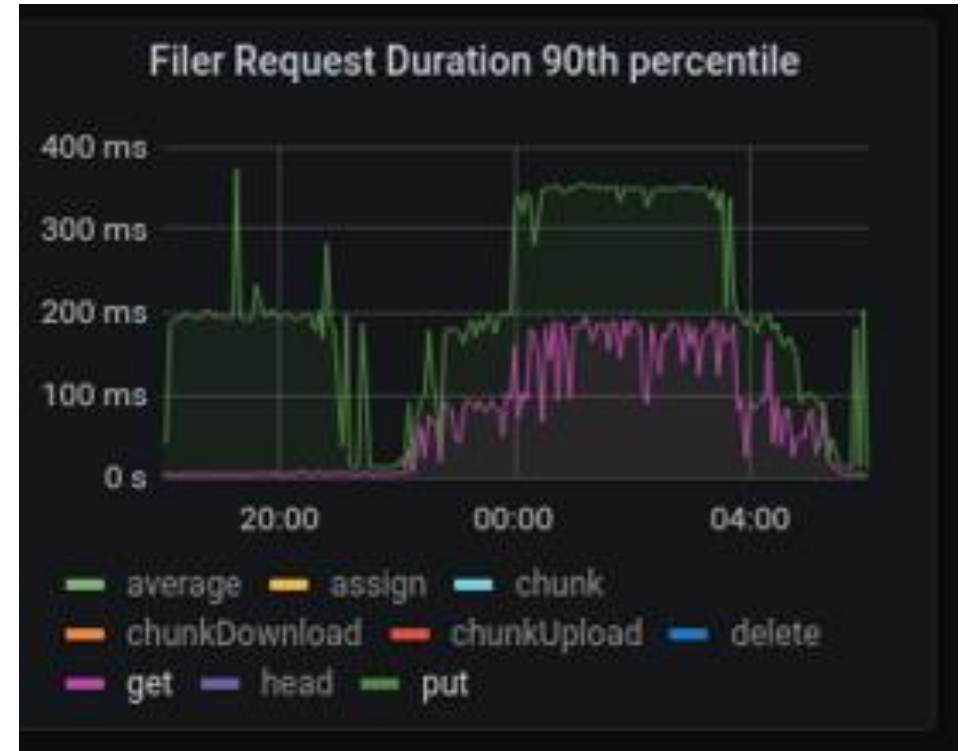 Filer Request Duration 90th percentile
400 ms
300 ms
200 ms
100 ms
0 s
20:00 00:00 04:00
average assign chunk
chunkDownload chunkUpload delete
get head put